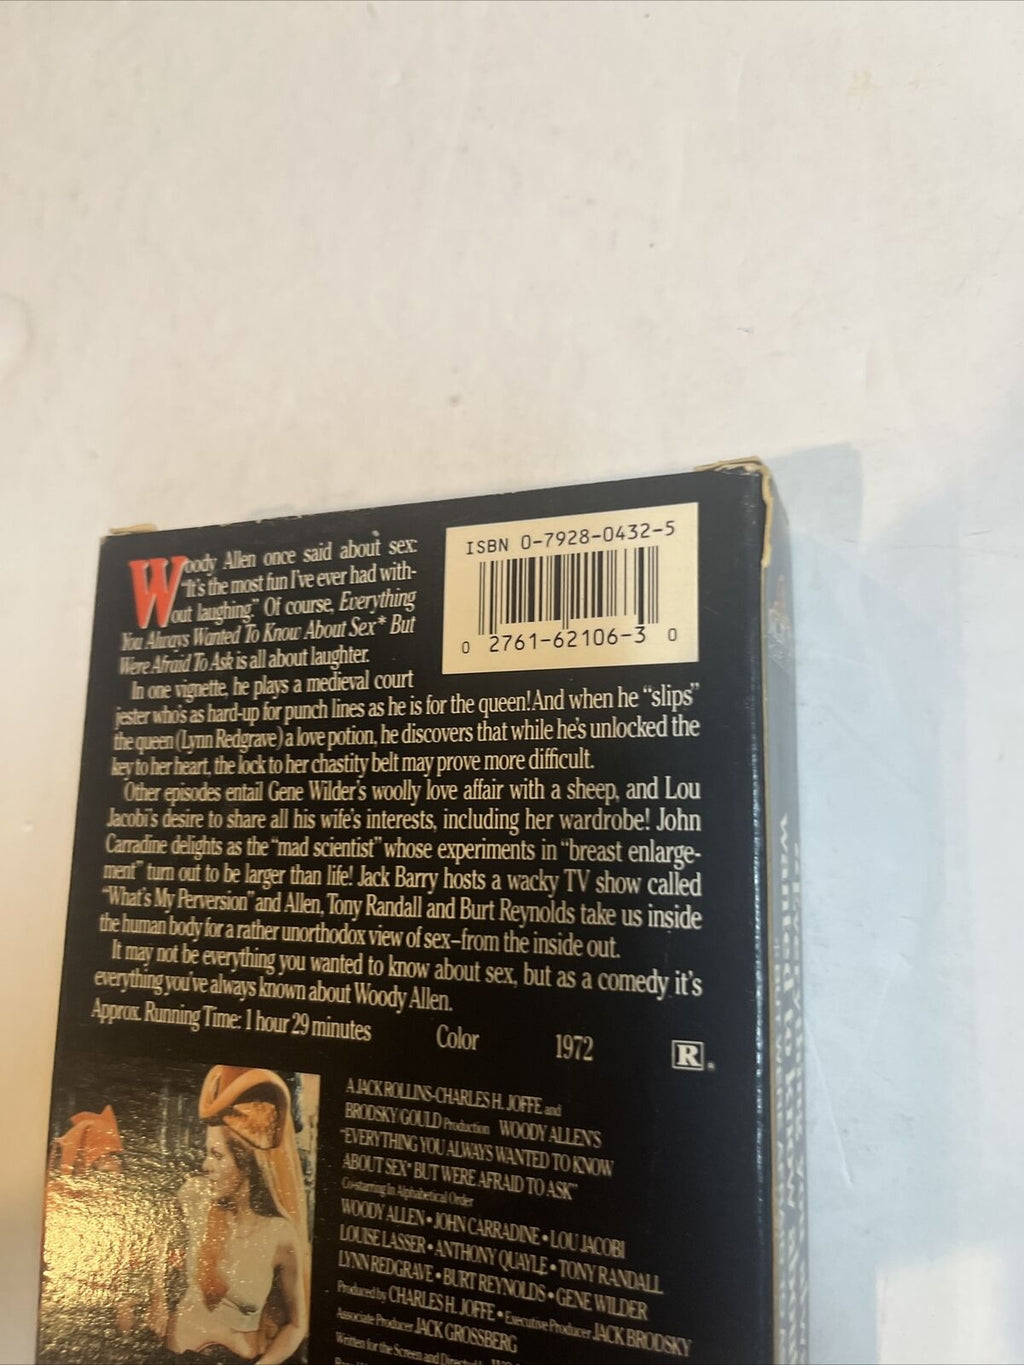 Woody Allen once said about sex:
"It's the most fun I've ever had with-
out laughing." Of course, Everything
You Always Wanted To Know About Sex* But
Were Afraid To Ask is all about laughter.
In one vignette, he plays a medieval court
jester who's as hard-up for punch lines as he is for the queen! And when he "slips"
the queen (Lynn Redgrave) a love potion, he discovers that while he's unlocked the
key to her heart, the lock to her chastity belt may prove more difficult.
Other episodes entail Gene Wilder's woolly love affair with a sheep, and Lou
Jacobi's desire to share all his wife's interests, including her wardrobe! John
Carradine delights as the "mad scientist" whose experiments in "breast enlarge-
ment" turn out to be larger than life! Jack Barry hosts a wacky TV show called
"What's My Perversion" and Allen, Tony Randall and Burt Reynolds take us inside
the human body for a rather unorthodox view of sex–from the inside out.
It may not be everything you wanted to know about sex, but as a comedy it's
everything you've always known about Woody Allen.
ISBN 0-7928-0432-5
0 2761-62106-3 0
Approx. Running Time: 1 hour 29 minutes Color 1972 R.
A JACK ROLLINS-CHARLES H. JOFFE and
BRODSKY/GOULD Production WOODY ALLEN'S
"EVERYTHING YOU ALWAYS WANTED TO KNOW
ABOUT SEX* BUT WERE AFRAID TO ASK"
Co-starring In Alphabetical Order
WOODY ALLEN • JOHN CARRADINE • LOU JACOBI
LOUISE LASSER • ANTHONY QUAYLE • TONY RANDALL
LYNN REDGRAVE • BURT REYNOLDS • GENE WILDER
Produced by CHARLES H. JOFFE • Executive Producer JACK BRODSKY
Associate Producer JACK GROSSBERG
Written for the Screen and Directed by